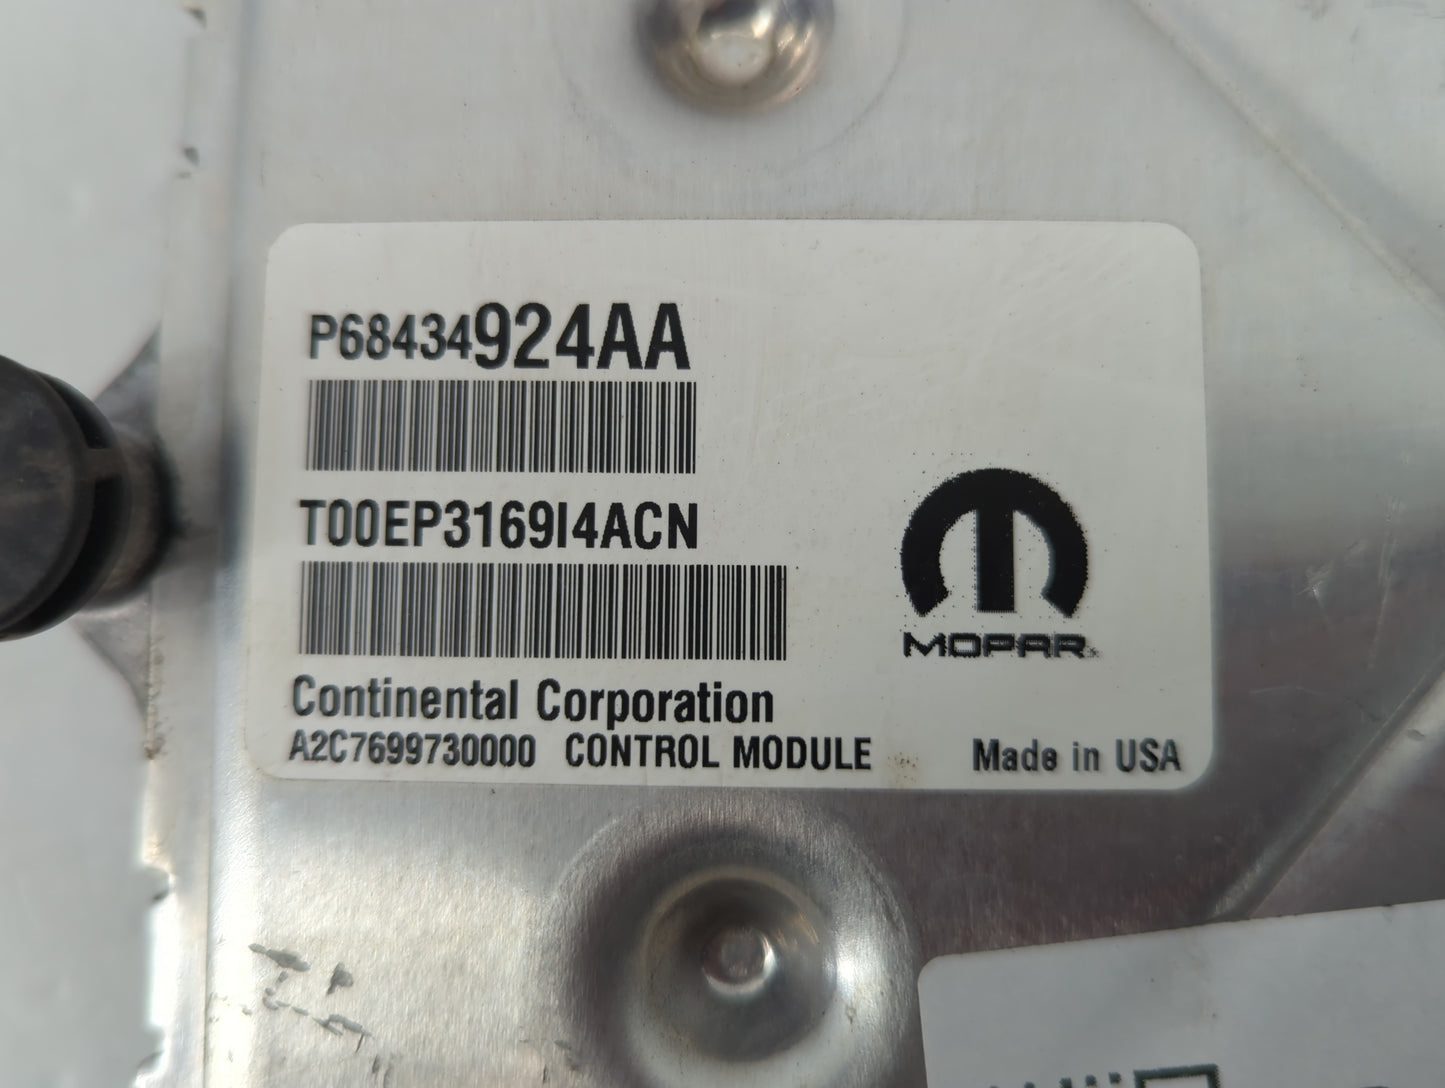 P68434924AA
T00EP3169I4ACN
MOPAR
Continental Corporation
A2C7699730000 CONTROL MODULE Made in USA